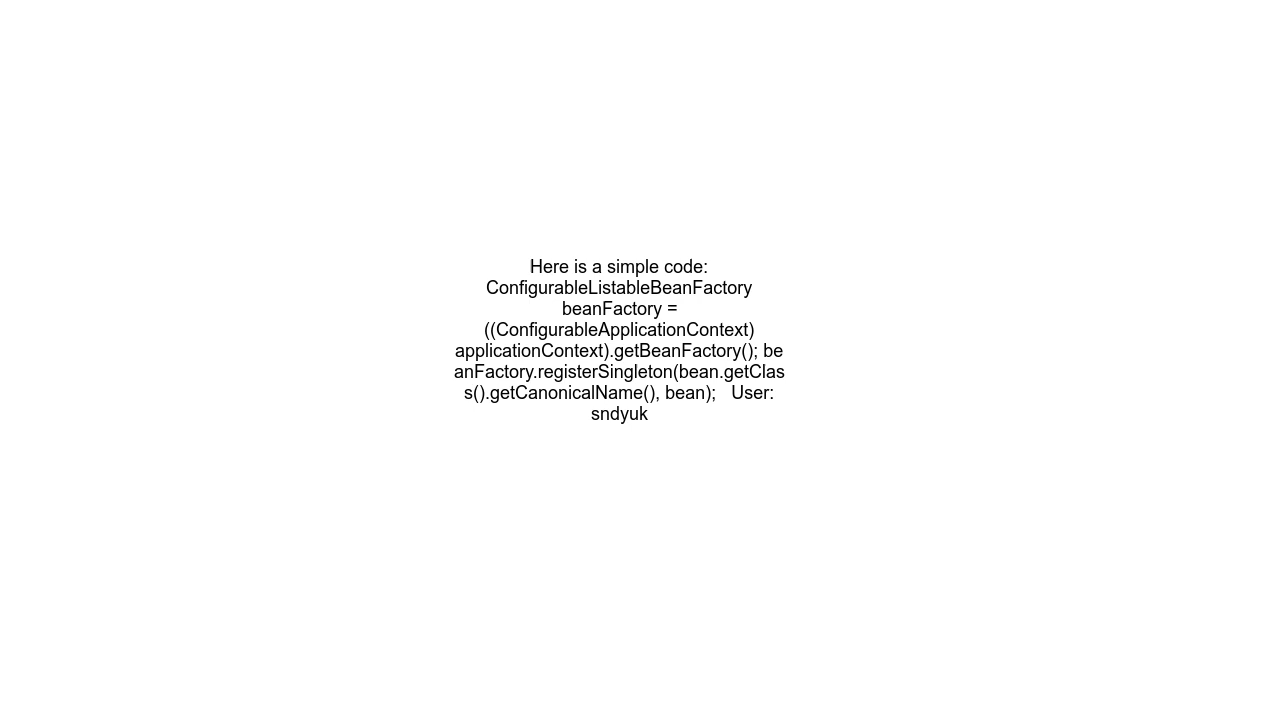 Here is a simple code:
ConfigurableListableBeanFactory
beanFactory =
((ConfigurableApplicationContext)
applicationContext).getBeanFactory(); be
anFactory.registerSingleton(bean.getClas
s().getCanonicalName(), bean);   User:
sndyuk